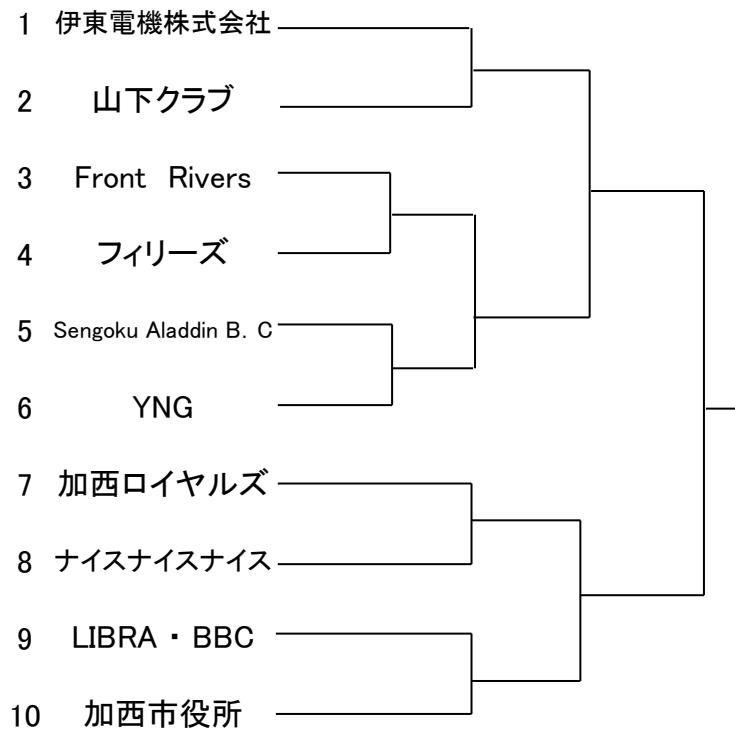 1 伊東電機株式会社
2 山下クラブ
3 Front Rivers
4 フィリーズ
5 Sengoku Aladdin B．C
6 YNG
7 加西ロイヤルズ
8 ナイスナイスナイス
9 LIBRA・BBC
10 加西市役所